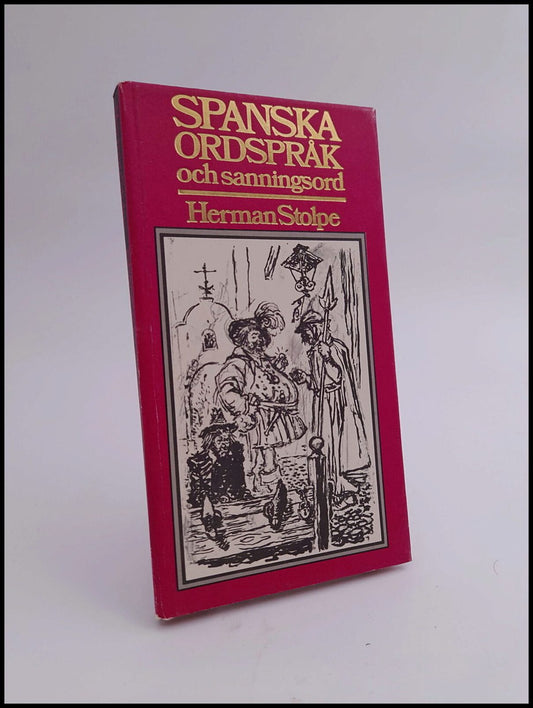 SPANSKA
ORDSPRÅK
och sanningsord
Herman Stolpe